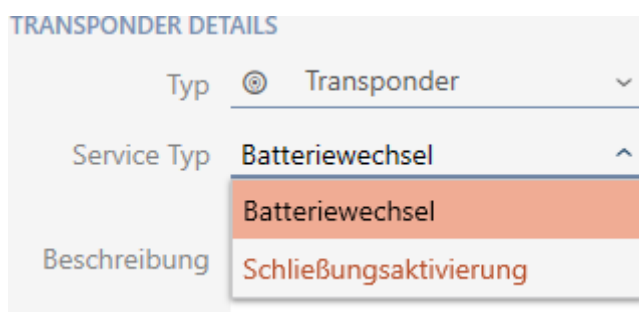 TRANSPONDER DETAILS
Typ Transponder
Service Typ Batteriewechsel
Batteriewechsel
Beschreibung Schließungsaktivierung